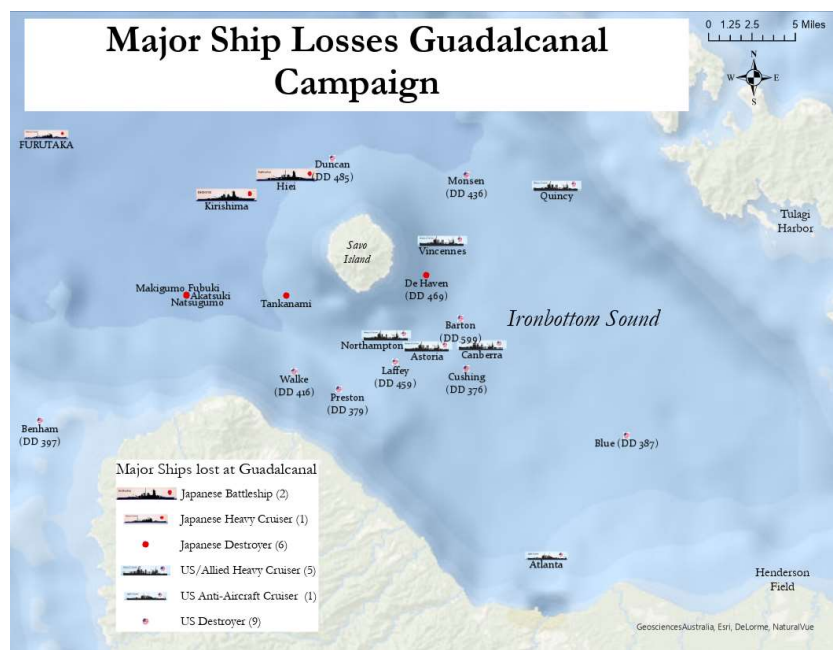 Major Ship Losses Guadalcanal
Campaign
0 1.25 2.5 5 Miles
N
W E
S
FURUTAKA
Duncan
(DD 485)
Hiei
Monsen
(DD 436)
Quincy
Kirishima
Tulagi
Harbor
Savo
Island
Vincennes
De Haven
(DD 469)
Makigumo Fubuki
Akatsuki
Natsugumo
Tankanami
Barton
(DD 599)
Ironbottom Sound
Northampton
Astoria
Canberra
Walke
(DD 416)
Laffey
(DD 459)
Cushing
(DD 376)
Preston
(DD 379)
Benham
(DD 397)
Blue (DD 387)
Major Ships lost at Guadalcanal
Japanese Battleship (2)
Japanese Heavy Cruiser (1)
Japanese Destroyer (6)
US/Allied Heavy Cruiser (5)
US Anti-Aircraft Cruiser (1)
US Destroyer (9)
Atlanta
Henderson
Field
GeosciencesAustralia, Esri, DeLorme, NaturalVue